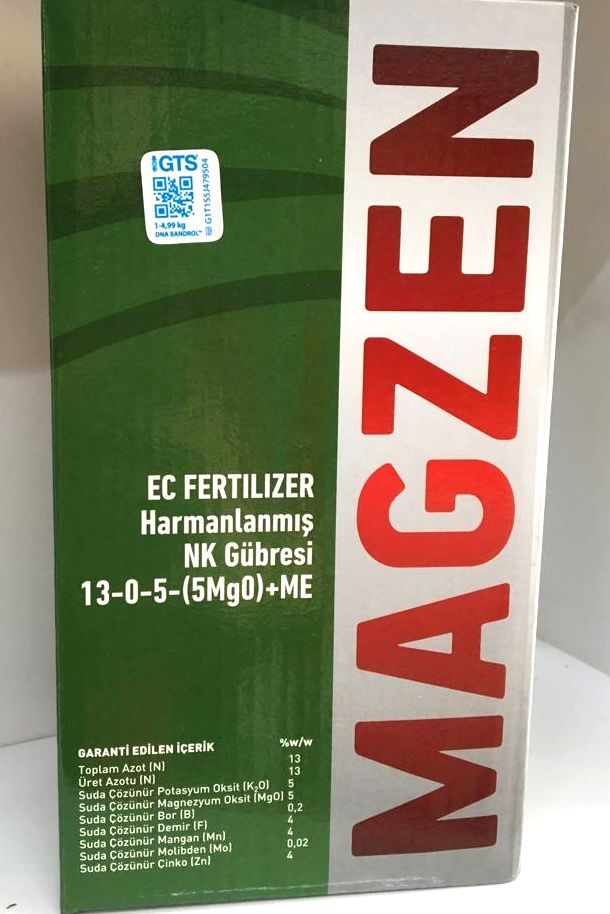 GTS
1-4,99 kg
DNA BANDROL™
G1T1S5J479504
MAGZEN
EC FERTILIZER
Harmanlanmış
NK Gübresi
13-0-5-(5MgO)+ME
GARANTİ EDİLEN İÇERİK %w/w
Toplam Azot (N) 13
Üret Azotu (N) 13
Suda Çözünür Potasyum Oksit (K₂O) 5
Suda Çözünür Magnezyum Oksit (MgO) 5
Suda Çözünür Bor (B) 0,2
Suda Çözünür Demir (F) 4
Suda Çözünür Mangan (Mn) 4
Suda Çözünür Molibden (Mo) 0,02
Suda Çözünür Çinko (Zn) 4